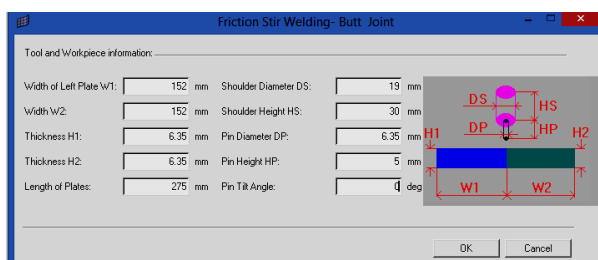 Friction Stir Welding- Butt Joint
Tool and Workpiece information:
Width of Left Plate W1: 152 mm Shoulder Diameter DS: 19 mm
Width W2: 152 mm Shoulder Height HS: 30 mm
Thickness H1: 6.35 mm Pin Diameter DP: 6.35 mm
Thickness H2: 6.35 mm Pin Height HP: 5 mm
Length of Plates: 275 mm Pin Tilt Angle: 0 deg
DS HS
H1 DP HP H2
W1 W2
OK Cancel